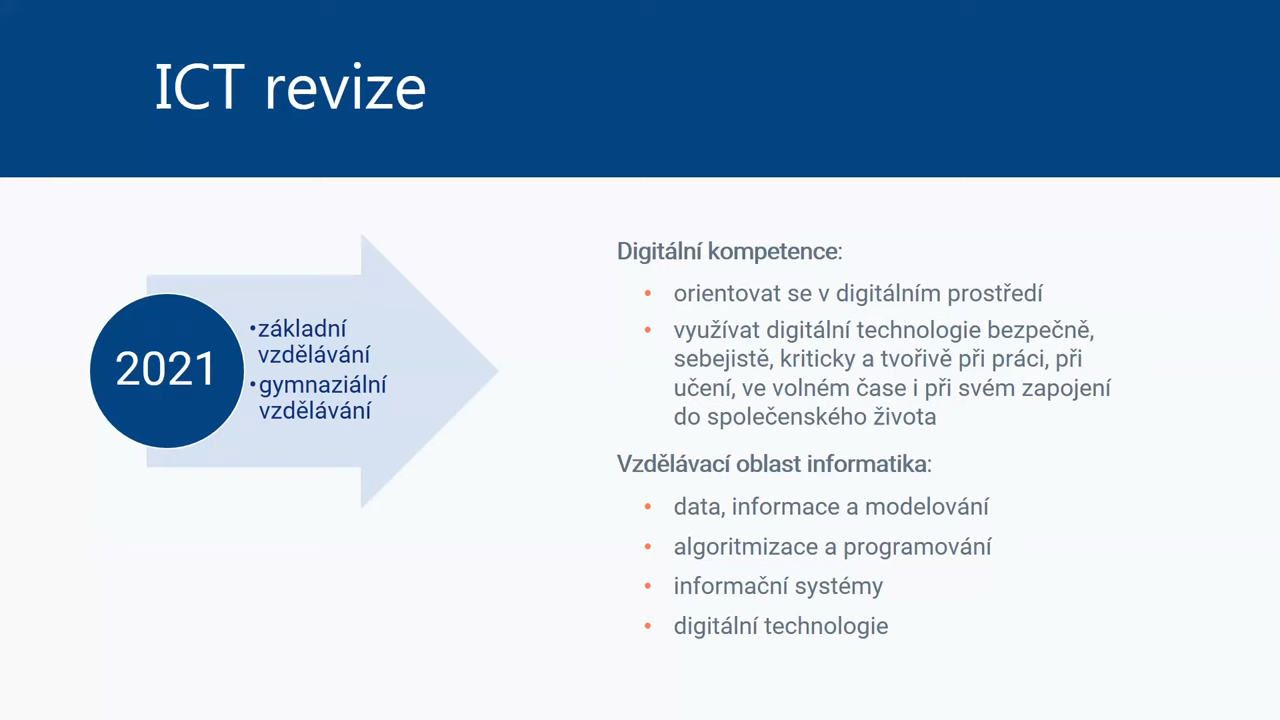 ICT revize
2021
•základní
vzdělávání
•gymnaziální
vzdělávání
Digitální kompetence:
• orientovat se v digitálním prostředí
• využívat digitální technologie bezpečně,
sebejistě, kriticky a tvořivě při práci, při
učení, ve volném čase i při svém zapojení
do společenského života
Vzdělávací oblast informatika:
• data, informace a modelování
• algoritmizace a programování
• informační systémy
• digitální technologie